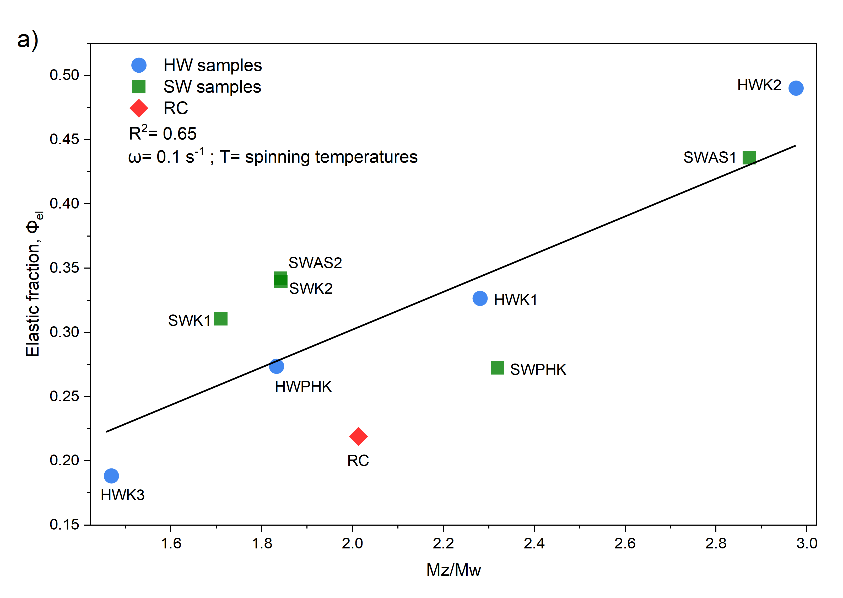 a)
HW samples
SW samples
RC
R²= 0.65
ω= 0.1 s⁻¹ ; T= spinning temperatures
HWK2
SWAS1
SWAS2
SWK2
HWK1
SWK1
SWPHK
HWPHK
RC
HWK3
Elastic fraction, Φel
0.50
0.45
0.40
0.35
0.30
0.25
0.20
0.15
1.6
1.8
2.0
2.2
2.4
2.6
2.8
3.0
Mz/Mw